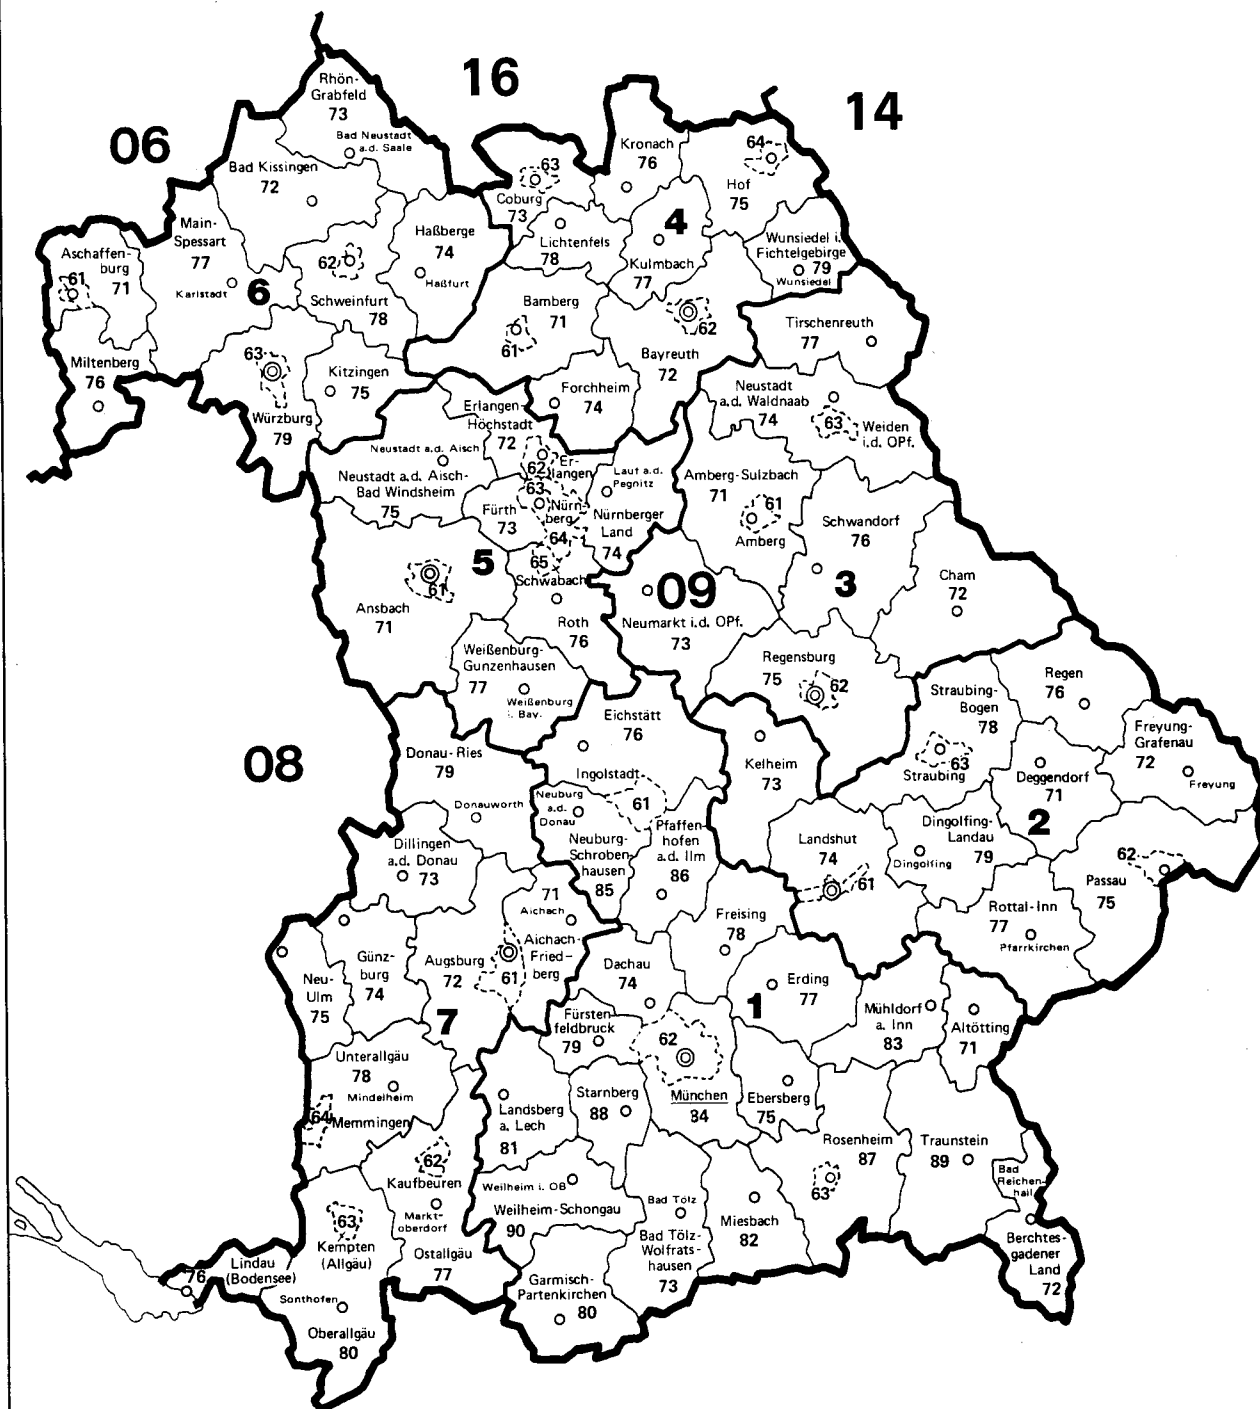 16
14
06
Rhön-
Grabfeld
73
Bad Neustadt
a.d. Saale
Bad Kissingen
72
Kronach
76
64
Hof
75
63
Coburg
73
Lichtenfels
78
4
Kulmbach
77
Wunsiedel i.
Fichtelgebirge
79
Wunsiedel
Main-
Spessart
77
Karlstadt
6
Haßberge
74
Haßfurt
62
Schweinfurt
78
Aschaffen-
burg
71
61
Miltenberg
76
Bamberg
71
61
62
Bayreuth
72
Tirschenreuth
77
63
Würzburg
79
Kitzingen
75
Forchheim
74
Neustadt
a.d. Waldnaab
74
63
Weiden
i.d. OPf.
Erlangen-
Höchstadt
72
62
Er-
langen
Neustadt a.d. Aisch
Neustadt a.d. Aisch-
Bad Windsheim
75
Lauf a.d.
Pegnitz
Nürnberger
Land
74
63
Fürth
73
Nürn-
berg
64
65
Schwabach
Amberg-Sulzbach
71
61
Amberg
Schwandorf
76
3
Cham
72
5
61
Ansbach
71
Roth
76
09
Neumarkt i.d. OPf.
73
Weißenburg-
Gunzenhausen
77
Weißenburg
i. Bay.
Regensburg
75
62
Straubing-
Bogen
78
63
Straubing
Regen
76
Freyung-
Grafenau
72
Freyung
08
Donau-Ries
79
Donauworth
Eichstätt
76
Ingolstadt
61
Kelheim
73
Deggendorf
71
2
Neuburg
a.d.
Donau
Neuburg-
Schroben-
hausen
85
Pfaffen-
hofen
a.d. Ilm
86
Landshut
74
61
Dingolfing-
Landau
79
Dingolfing
62
Passau
75
Rottal-Inn
77
Pfarrkirchen
Dillingen
a.d. Donau
73
71
Aichach
Aichach-
Fried-
berg
Freising
78
Günz-
burg
74
Augsburg
72
61
Neu-
Ulm
75
7
Dachau
74
Erding
77
1
Mühldorf
a. Inn
83
Altötting
71
Fürsten
feldbruck
79
62
München
84
Ebersberg
75
Unterallgäu
78
Mindelheim
64
Memmingen
Landsberg
a. Lech
81
Starnberg
88
Rosenheim
87
63
Traunstein
89
Bad
Reichen-
hall
62
Kaufbeuren
Weilheim i. OB
Weilheim-Schongau
90
Bad Tölz
Bad Tölz-
Wolfrats-
hausen
73
Miesbach
82
63
Kempten
(Allgäu)
Markt-
oberdorf
Ostallgäu
77
Berchtes-
gadener
Land
72
76
Lindau
(Bodensee)
Garmisch-
Partenkirchen
80
Sonthofen
Oberallgäu
80